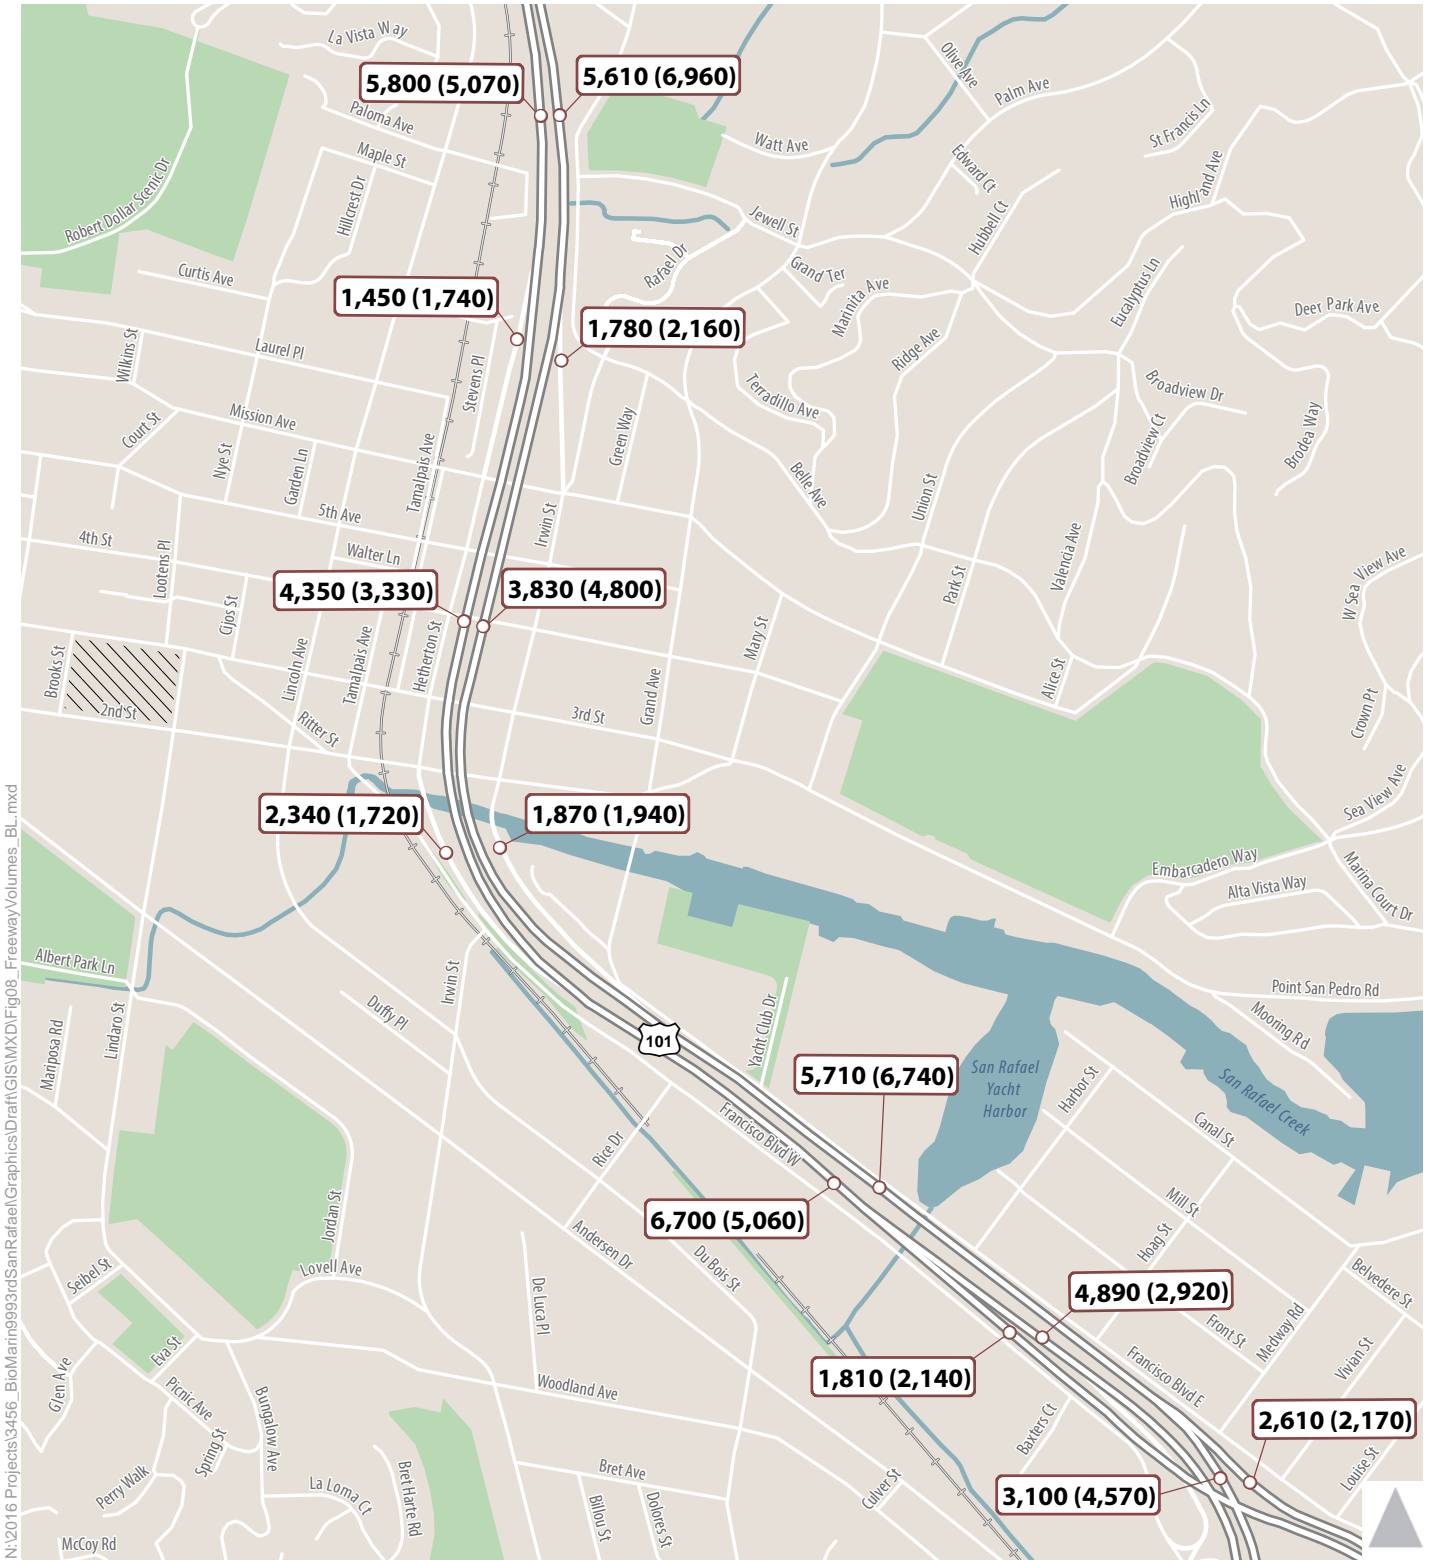 La Vista Way
5,800 (5,070)
5,610 (6,960)
Olive Ave
Palm Ave
Paloma Ave
St Francis Ln
Watt Ave
Maple St
Edward Ct
Highland Ave
Robert Dollar Scenic Dr
Hillcrest Dr
Jewell St
Hubbell Ct
Rafael Dr
Grand Ter
Curtis Ave
Marinita Ave
Eucalyptus Ln
1,450 (1,740)
Deer Park Ave
1,780 (2,160)
Wilkins St
Laurel Pl
Ridge Ave
Stevens Pl
Terradillo Ave
Broadview Dr
Court St
Mission Ave
Green Way
Broadview Ct
Brodea Way
Nye St
Garden Ln
Tamalpais Ave
Belle Ave
Union St
5th Ave
Irwin St
4th St
Walter Ln
Lootens Pl
Valencia Ave
W Sea View Ave
Park St
4,350 (3,330)
3,830 (4,800)
Cijos St
Mary St
Brooks St
Lincoln Ave
Tamalpais Ave
Hetherton St
Grand Ave
Alice St
2nd St
Ritter St
3rd St
Crown Pt
Sea View Ave
2,340 (1,720)
1,870 (1,940)
Embarcadero Way
Alta Vista Way
Marina Court Dr
Albert Park Ln
Irwin St
Point San Pedro Rd
Duffy Pl
Lindaro St
Mariposa Rd
Yacht Club Dr
Mooring Rd
101
5,710 (6,740)
San Rafael
Yacht
Harbor
Harbor St
San Rafael Creek
Canal St
Francisco Blvd W
Rice Dr
Mill St
Jordan St
6,700 (5,060)
Andersen Dr
Hoag St
Du Bois St
Seibel St
Lovell Ave
Belvedere St
De Luca Pl
4,890 (2,920)
Front St
Medway Rd
Eva St
Vivian St
Glen Ave
1,810 (2,140)
Francisco Blvd E
Picnic Ave
Bungalow Ave
Woodland Ave
Baxters Ct
2,610 (2,170)
Spring St
Louise St
Perry Walk
La Loma Ct
Bret Harte Rd
Bret Ave
Culver St
3,100 (4,570)
Billou St
Dolores St
McCoy Rd
N:\2016 Projects\3456_BioMarin9993rdSanRafael\Graphics\Draft\GIS\MXD\Fig08_FreewayVolumes_BL.mxd